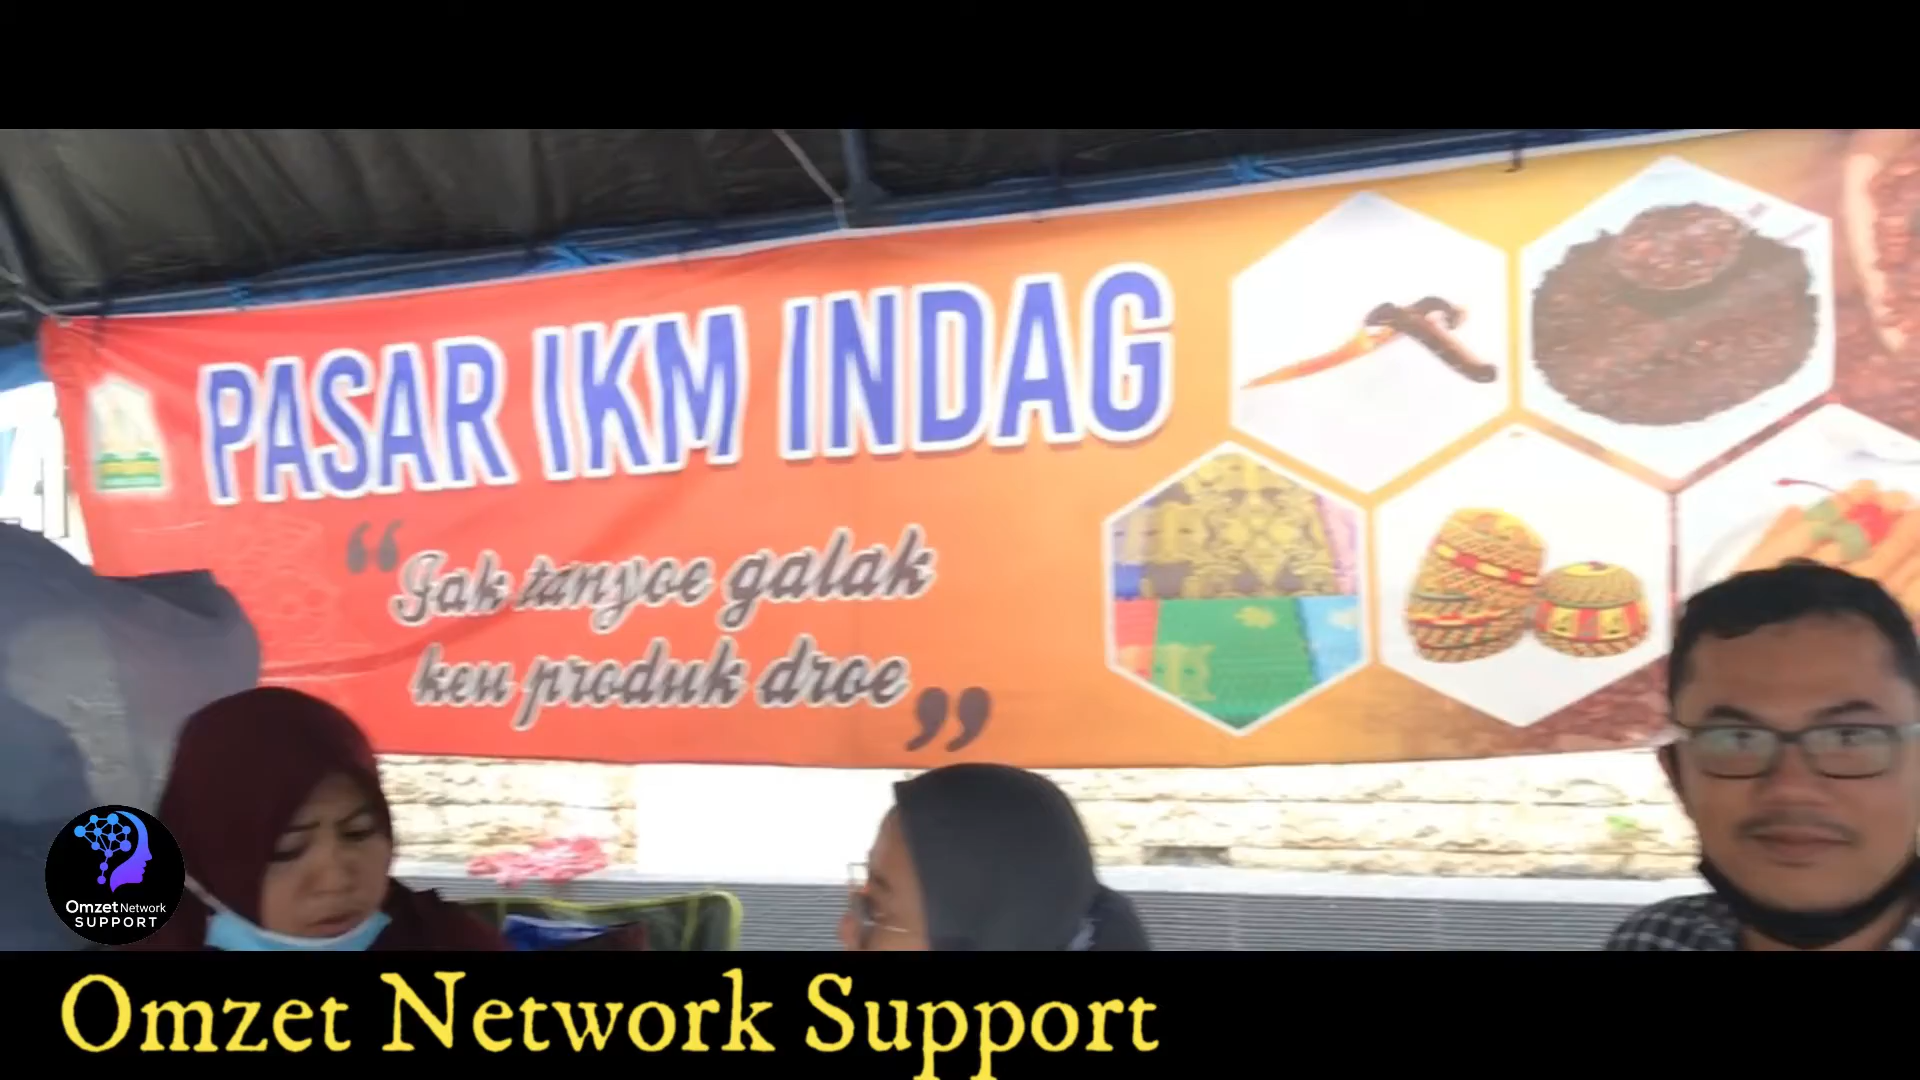 PASAR IKM INDAG
“Jak tanyoe galak
keu produk droe”
Omzet Network
SUPPORT
Omzet Network Support